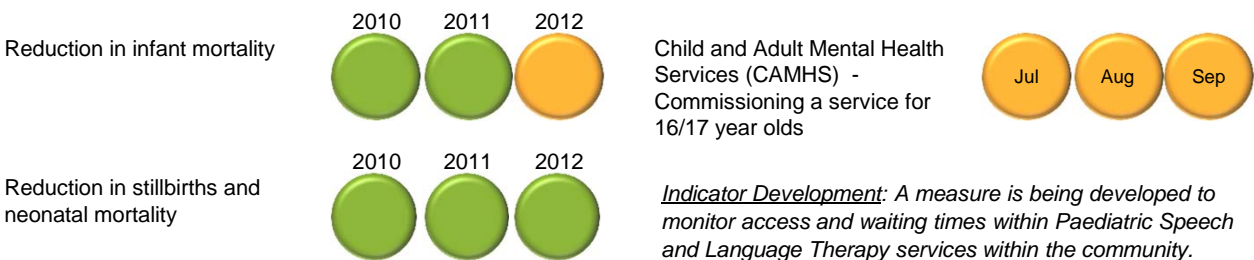 2010 2011 2012
Reduction in infant mortality
2010 2011 2012
Reduction in stillbirths and
neonatal mortality
Child and Adult Mental Health
Services (CAMHS) -
Commissioning a service for
16/17 year olds
Jul Aug Sep
Indicator Development: A measure is being developed to
monitor access and waiting times within Paediatric Speech
and Language Therapy services within the community.